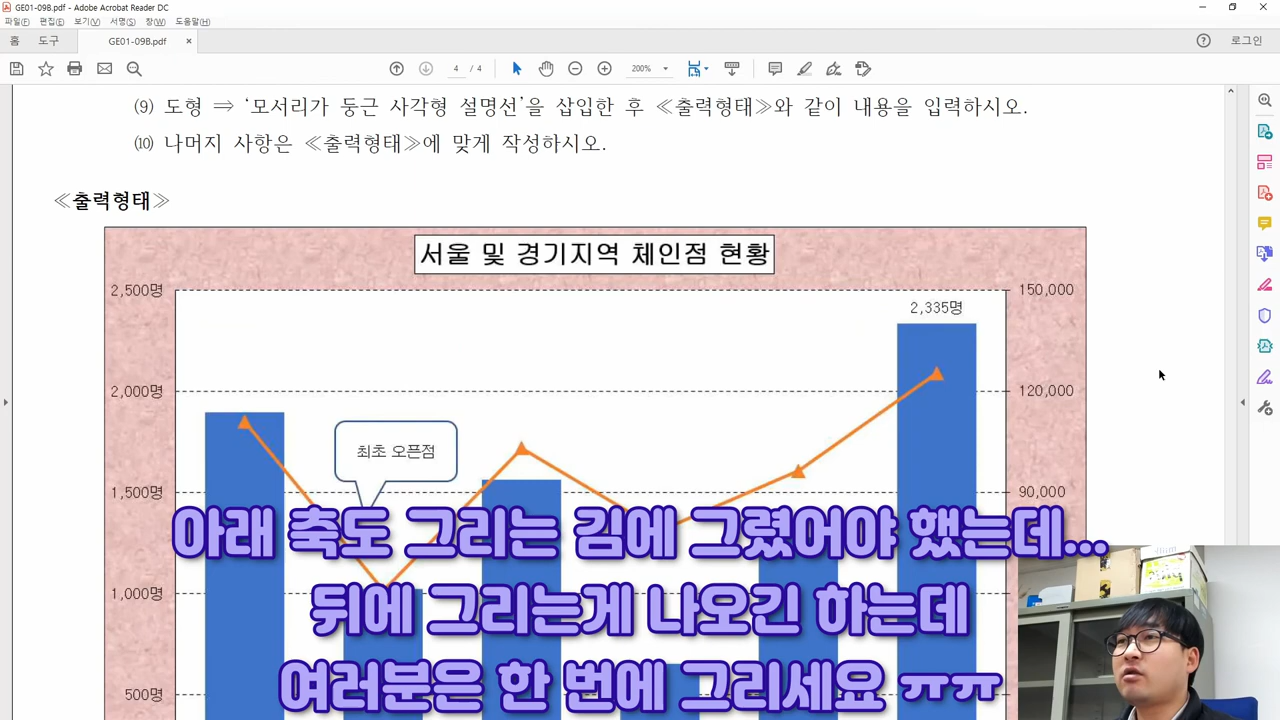 GE01-09B.pdf - Adobe Acrobat Reader DC
파일(F) 편집(E) 보기(V) 서명(S) 창(W) 도움말(H)
홈 도구 GE01-09B.pdf × 로그인
4 / 4 200%
⑼ 도형 ⇒ ‘모서리가 둥근 사각형 설명선’을 삽입한 후 ≪출력형태≫와 같이 내용을 입력하시오.
⑽ 나머지 사항은 ≪출력형태≫에 맞게 작성하시오.
≪출력형태≫
서울 및 경기지역 체인점 현황
2,500명 150,000
2,335명
2,000명 120,000
최초 오픈점
1,500명 90,000
아래 축도 그리는 김에 그렸어야 했는데...
1,000명
뒤에 그리는게 나오긴 하는데
여러분은 한 번에 그리세요 ㅠㅠ
500명